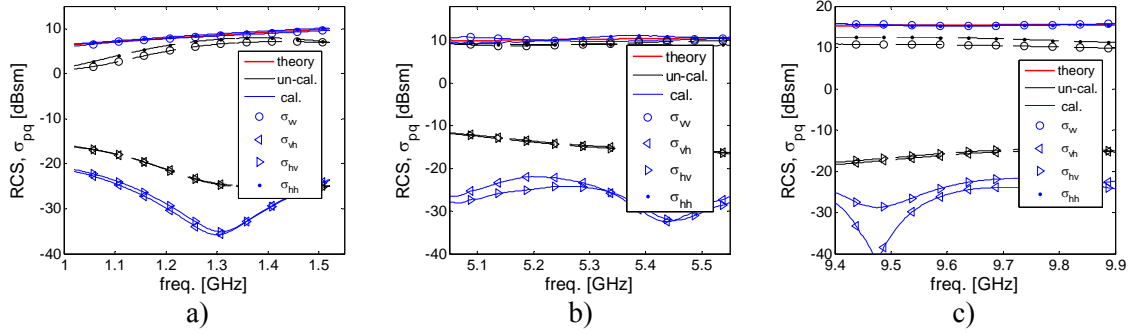 20
10
0
-10
-20
-30
-40
RCS, σpq [dBsm]
1
1.1
1.2
1.3
1.4
1.5
freq. [GHz]
theory
un-cal.
cal.
σvv
σvh
σhv
σhh
a)
20
10
0
-10
-20
-30
-40
RCS, σpq [dBsm]
5.1
5.2
5.3
5.4
5.5
freq. [GHz]
theory
un-cal.
cal.
σvv
σvh
σhv
σhh
b)
20
10
0
-10
-20
-30
-40
RCS, σpq [dBsm]
9.4
9.5
9.6
9.7
9.8
9.9
freq. [GHz]
theory
un-cal.
cal.
σvv
σvh
σhv
σhh
c)